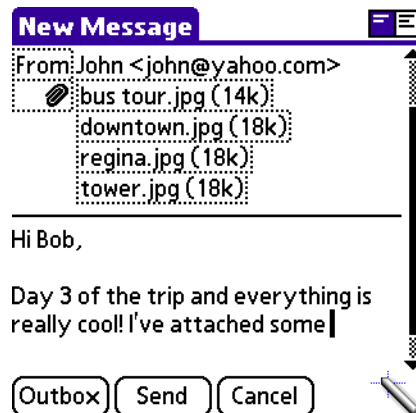 New Message
From John <john@yahoo.com>
bus tour.jpg (14k)
downtown.jpg (18k)
regina.jpg (18k)
tower.jpg (18k)
Hi Bob,
Day 3 of the trip and everything is
really cool! I've attached some
Outbox Send Cancel